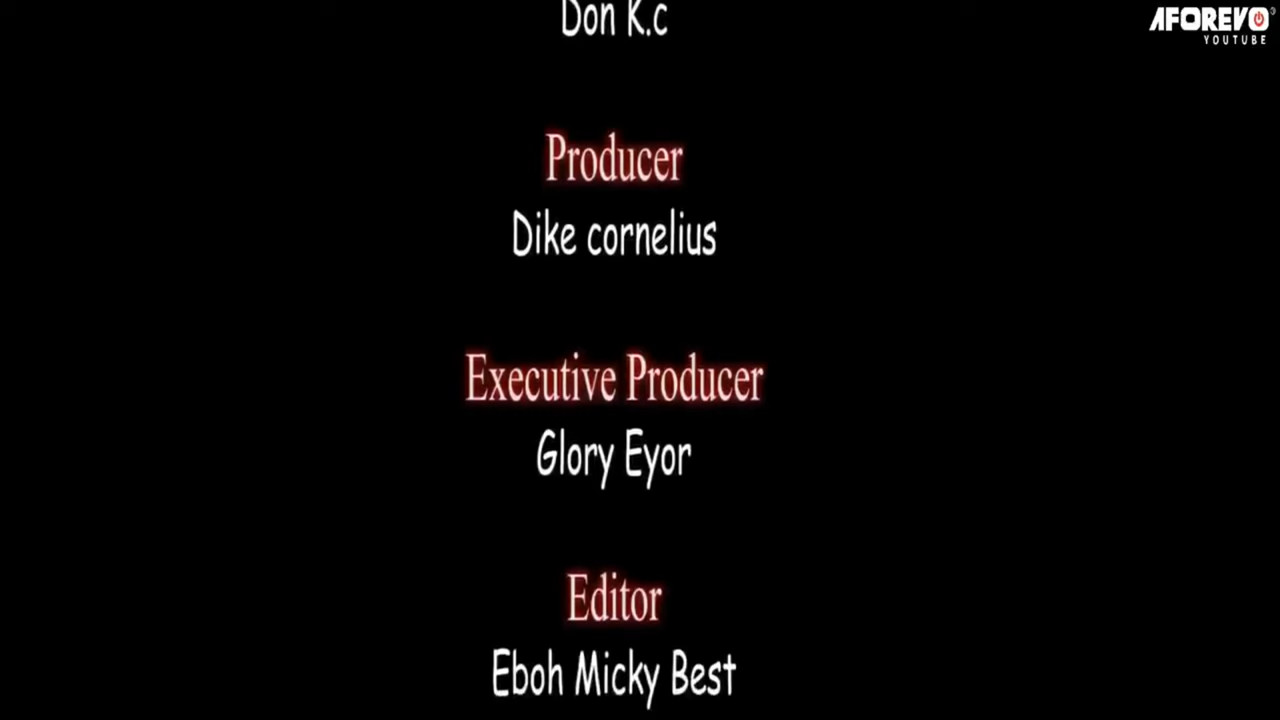 Don K.c
AFOREVO
YOUTUBE
Producer
Dike cornelius
Executive Producer
Glory Eyor
Editor
Eboh Micky Best